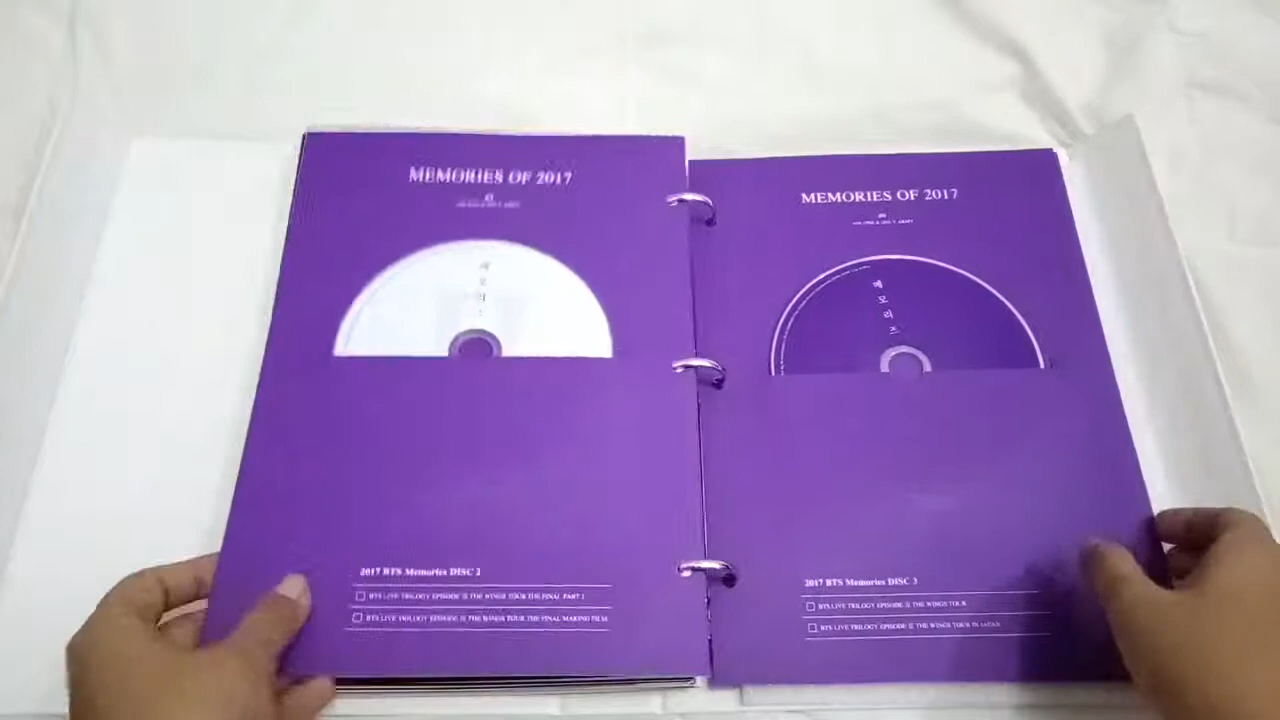 MEMORIES OF 2017
메
모
리
2017 BTS Memories DISC 2
BTS LIVE TRILOGY EPISODE III THE WINGS TOUR THE FINAL PART 2
BTS LIVE TRILOGY EPISODE III THE WINGS TOUR THE FINAL MAKING FILM
MEMORIES OF 2017
메
모
리
즈
2017 BTS Memories DISC 3
BTS LIVE TRILOGY EPISODE III THE WINGS TOUR
BTS LIVE TRILOGY EPISODE III THE WINGS TOUR IN JAPAN